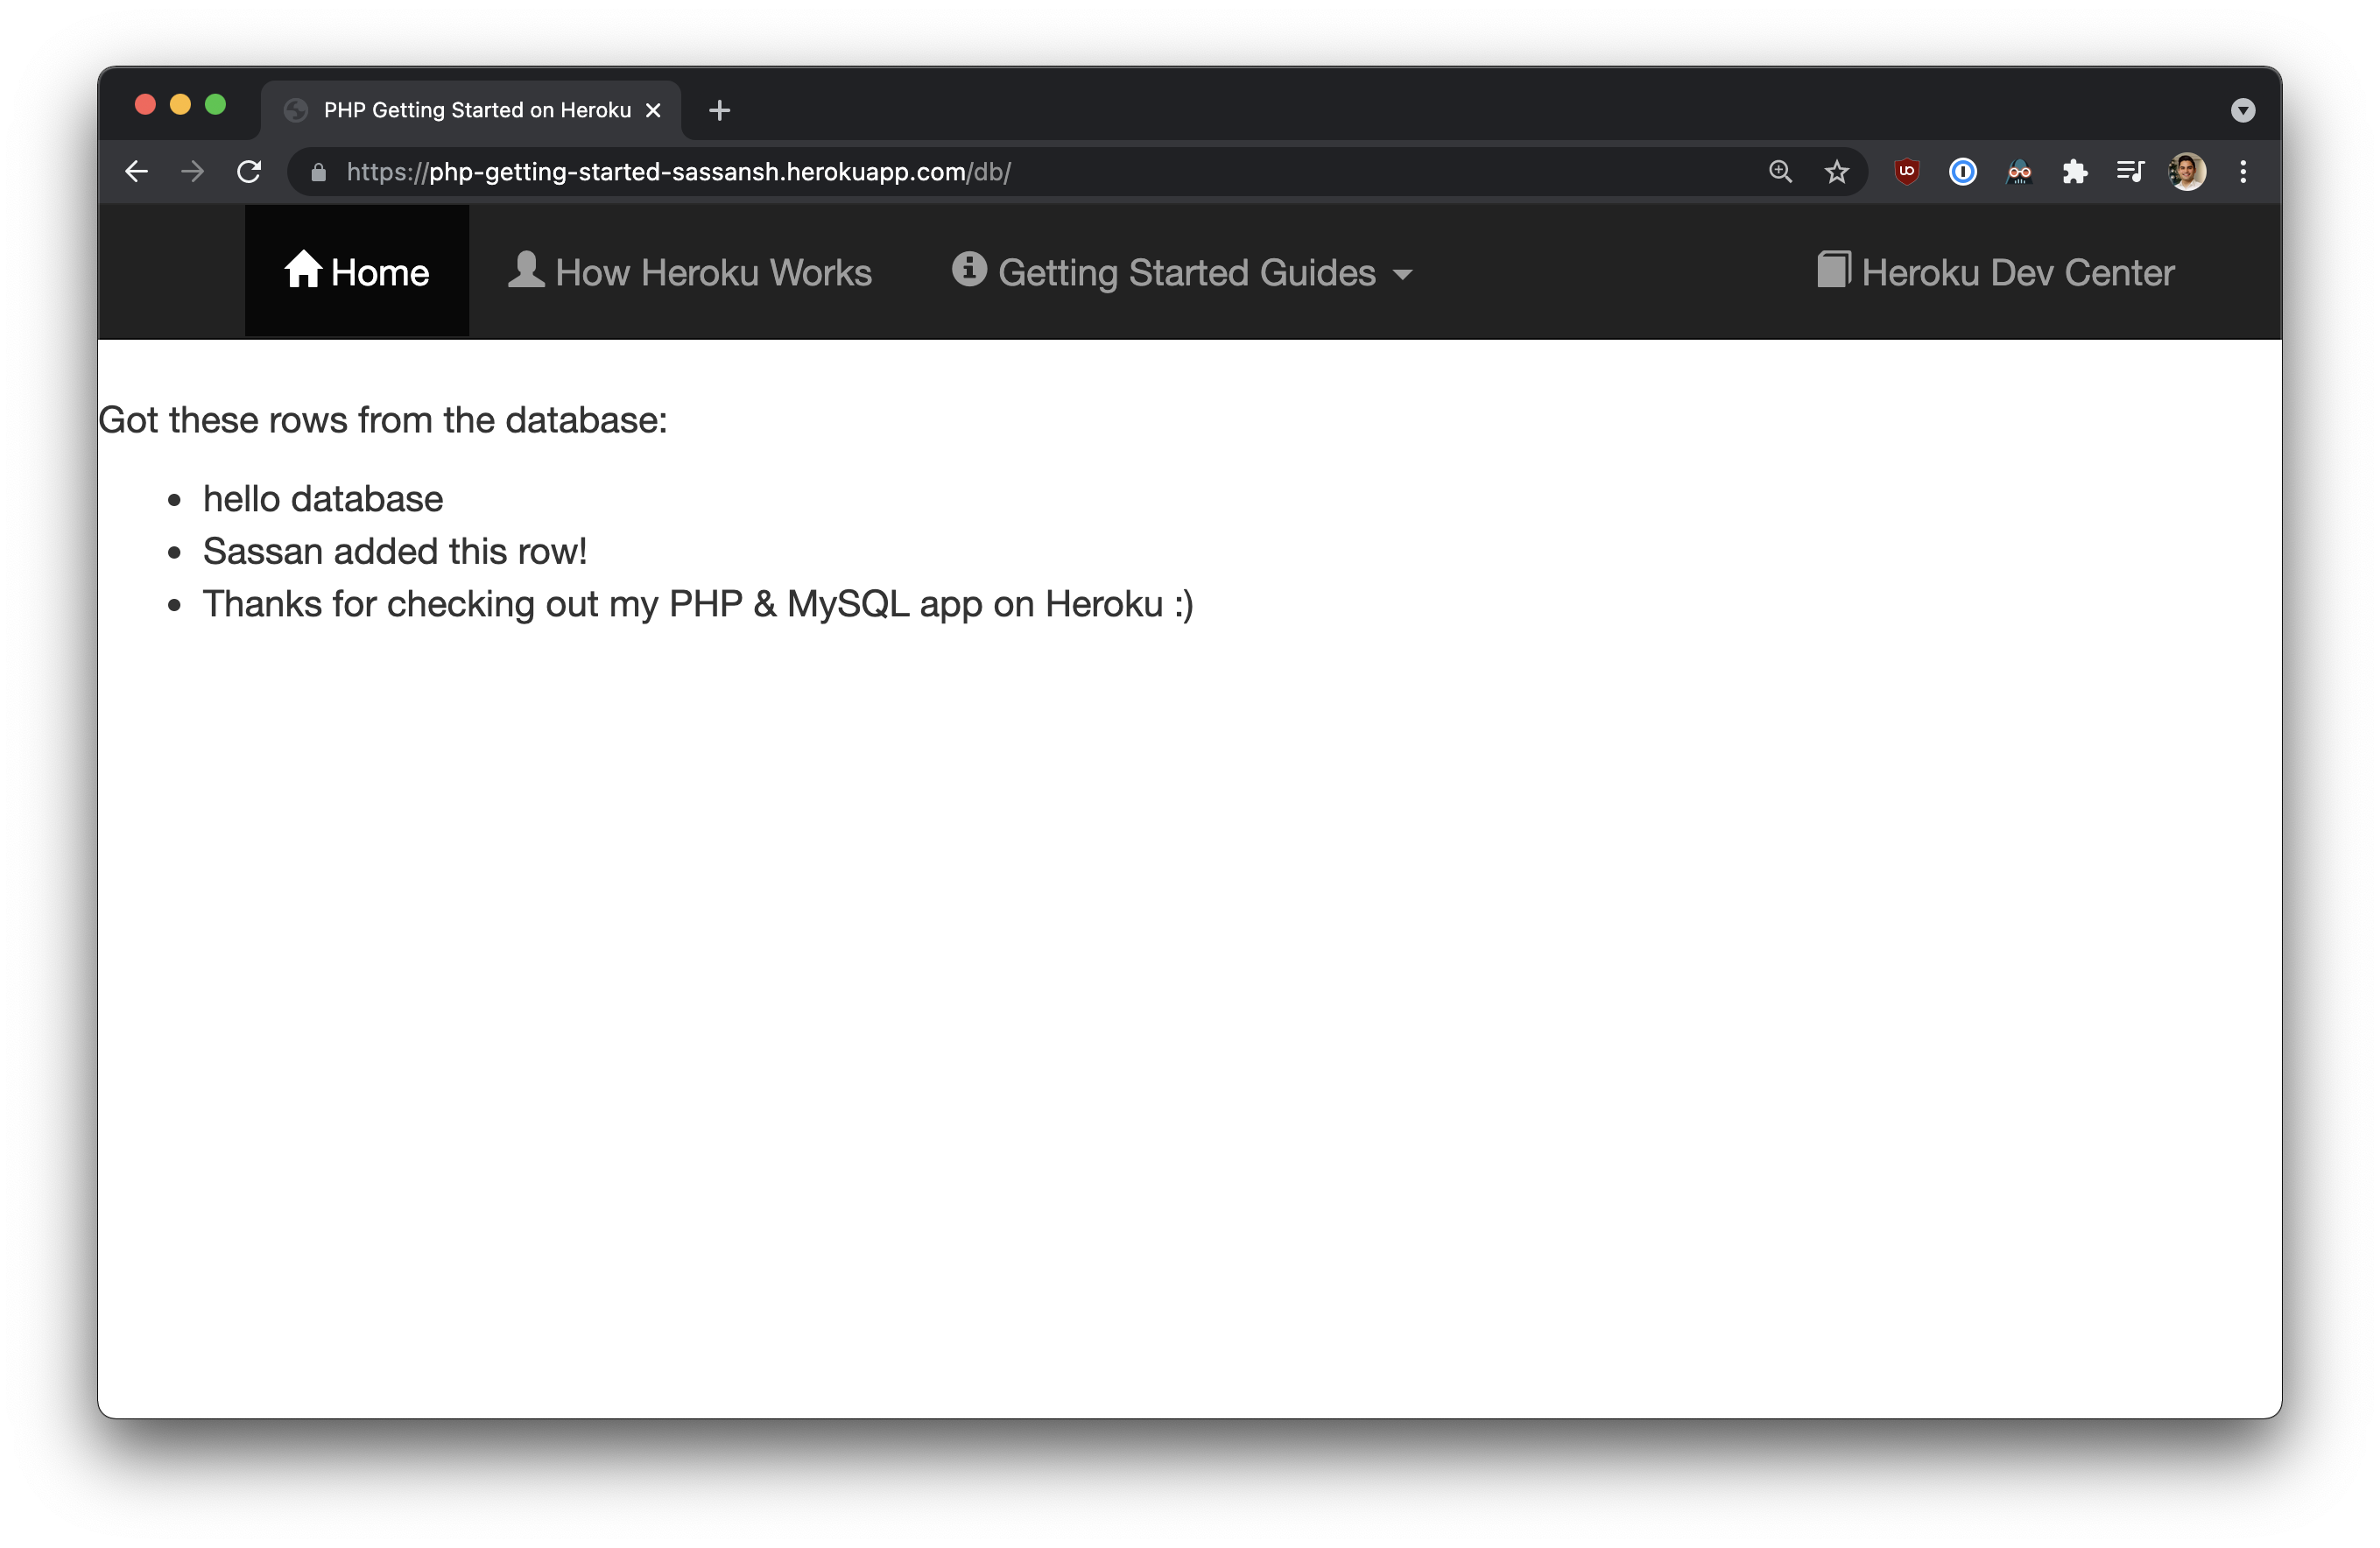 PHP Getting Started on Heroku
https://php-getting-started-sassansh.herokuapp.com/db/
Home How Heroku Works Getting Started Guides Heroku Dev Center
Got these rows from the database:
• hello database
• Sassan added this row!
• Thanks for checking out my PHP & MySQL app on Heroku :)